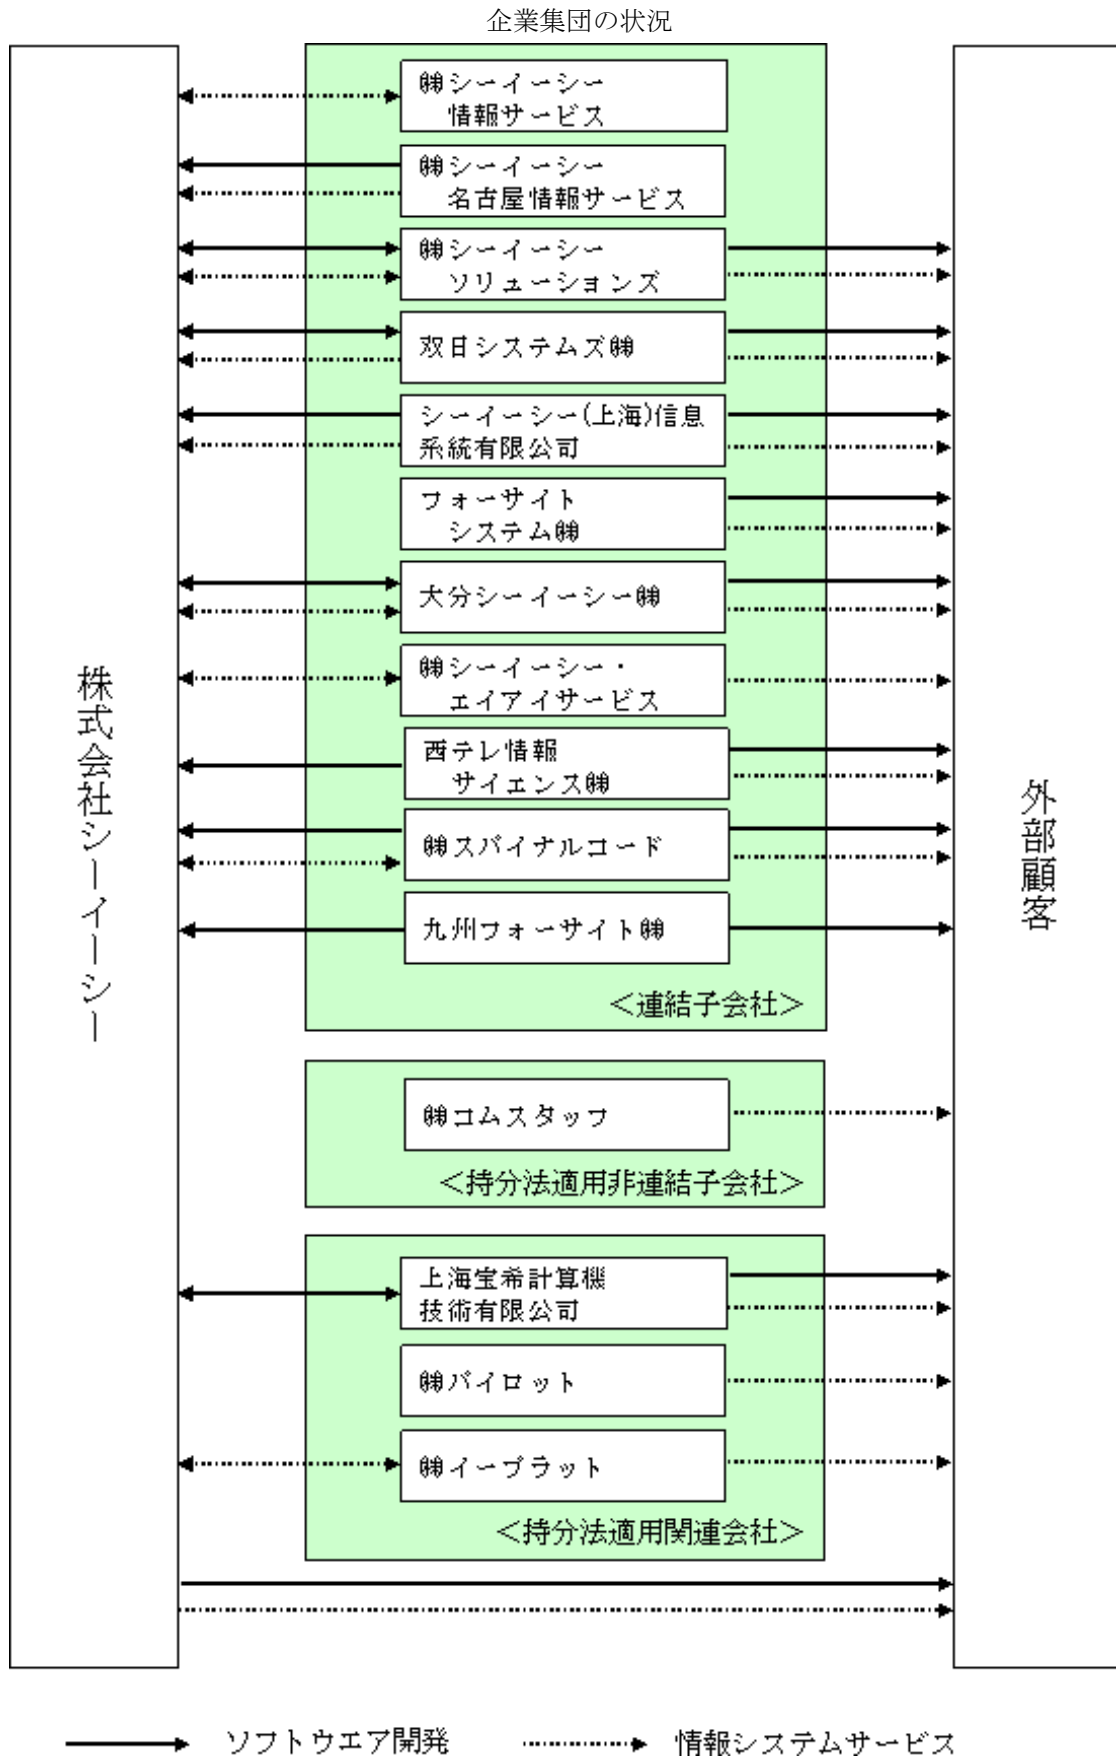 企業集団の状況
株式会社シーイーシー
㈱シーイーシー
情報サービス
㈱シーイーシー
名古屋情報サービス
㈱シーイーシー
ソリューションズ
双日システムズ㈱
シーイーシー(上海)信息
系統有限公司
フォーサイト
システム㈱
大分シーイーシー㈱
㈱シーイーシー・
エイアイサービス
西テレ情報
サイエンス㈱
㈱スパイナルコード
九州フォーサイト㈱
＜連結子会社＞
㈱コムスタッフ
＜持分法適用非連結子会社＞
上海宝希計算機
技術有限公司
㈱パイロット
㈱イープラット
＜持分法適用関連会社＞
外部顧客
ソフトウエア開発
情報システムサービス